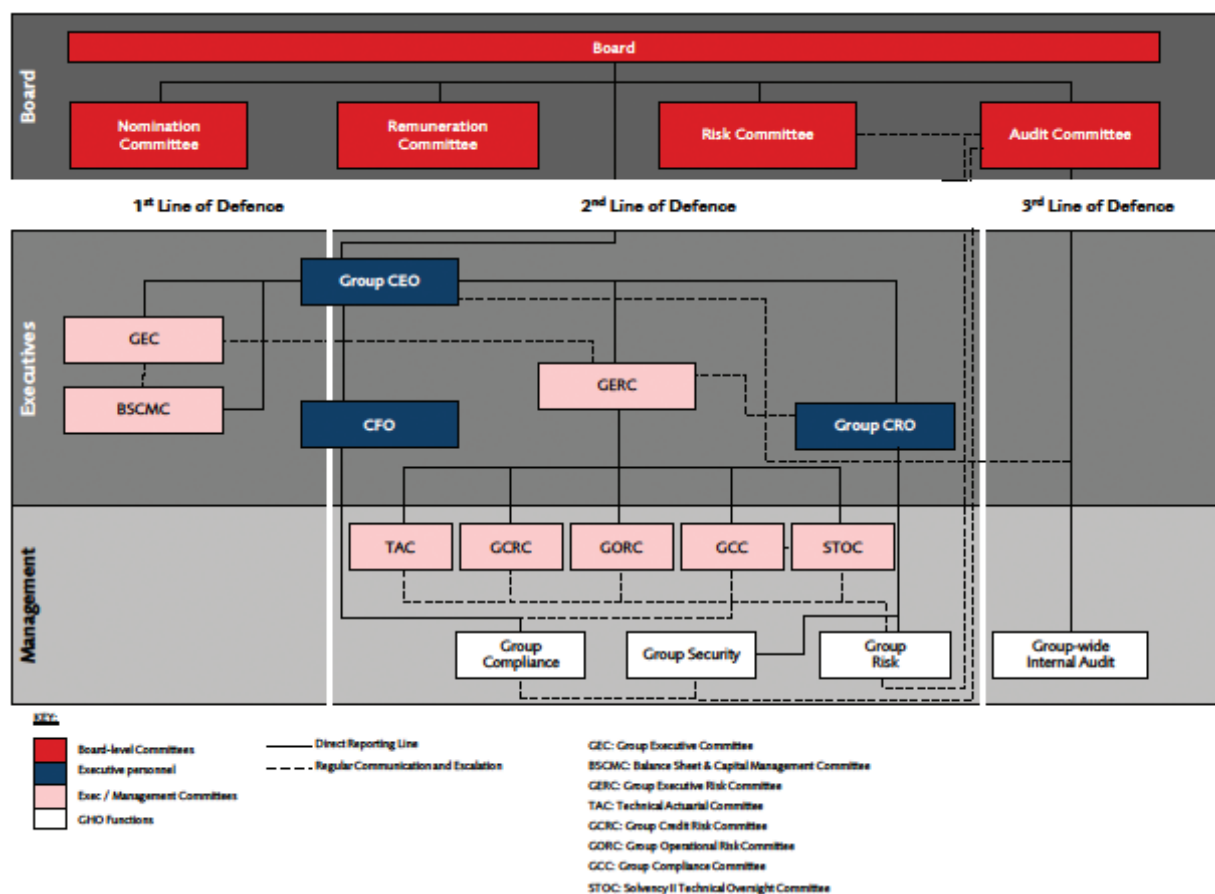 Board
Board
Nomination
Committee
Remuneration
Committee
Risk Committee
Audit Committee
1st Line of Defence
2nd Line of Defence
3rd Line of Defence
Executives
Group CEO
GEC
GERC
BSCMC
CFO
Group CRO
Management
TAC
GCRC
GORC
GCC
STOC
Group
Compliance
Group Security
Group
Risk
Group-wide
Internal Audit
KEY:
Board-level Committees
Executive personnel
Exec / Management Committees
GHO Functions
Direct Reporting Line
Regular Communication and Escalation
GEC: Group Executive Committee
BSCMC: Balance Sheet & Capital Management Committee
GERC: Group Executive Risk Committee
TAC: Technical Actuarial Committee
GCRC: Group Credit Risk Committee
GORC: Group Operational Risk Committee
GCC: Group Compliance Committee
STOC: Solvency II Technical Oversight Committee